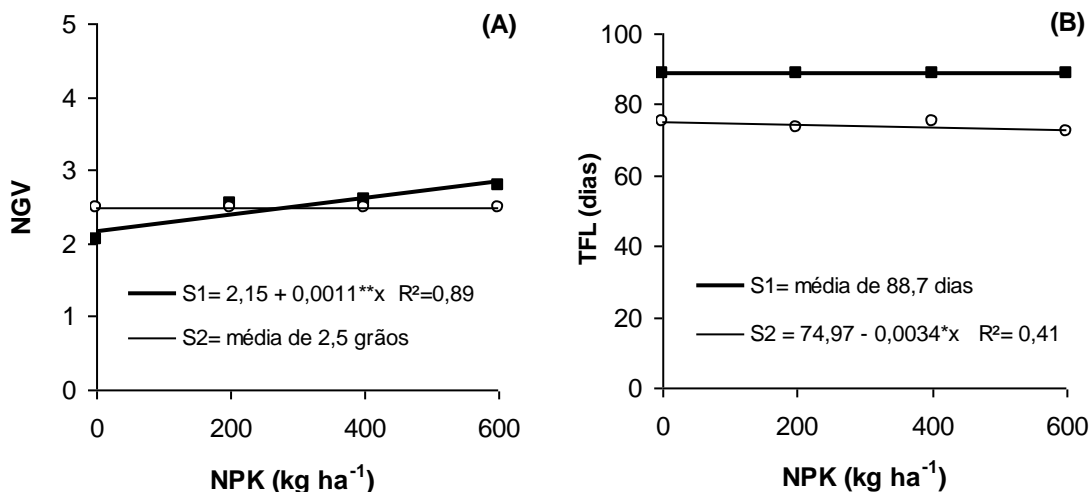 (A)
5
4
3
2
1
0
NGV
S1= 2,15 + 0,0011**x R²=0,89
S2= média de 2,5 grãos
0 200 400 600
NPK (kg ha⁻¹)
(B)
100
80
60
40
20
0
TFL (dias)
S1= média de 88,7 dias
S2 = 74,97 - 0,0034*x R²= 0,41
0 200 400 600
NPK (kg ha⁻¹)